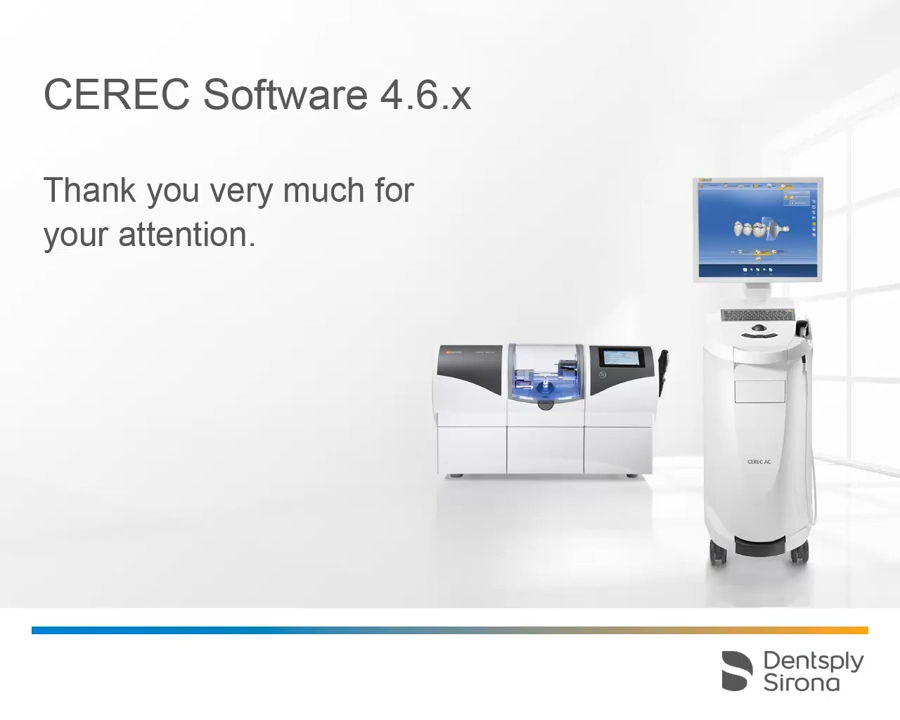 CEREC Software 4.6.x
Thank you very much for
your attention.
CEREC AC
Dentsply
Sirona